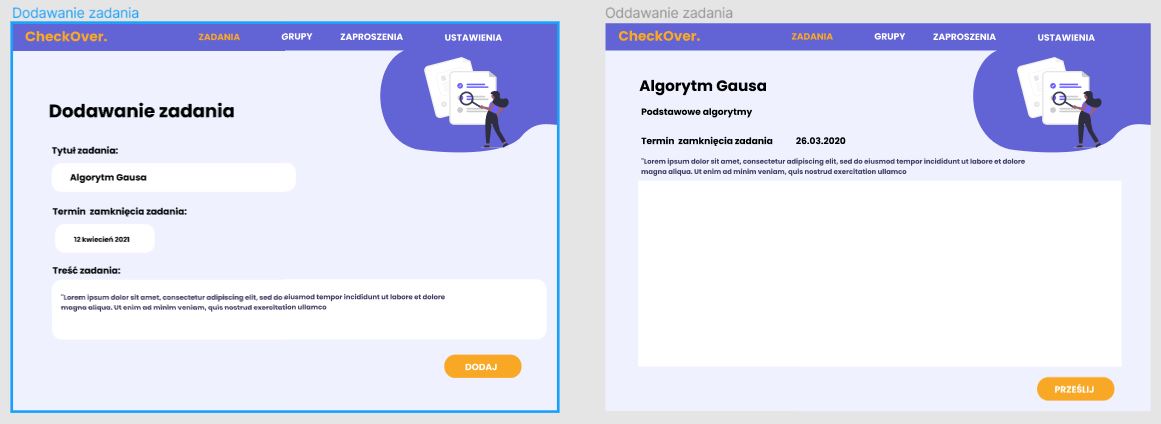 Dodawanie zadania
CheckOver.
ZADANIA
GRUPY
ZAPROSZENIA
USTAWIENIA
Dodawanie zadania
Tytuł zadania:
Algorytm Gausa
Termin zamknięcia zadania:
12 kwiecień 2021
Treść zadania:
"Lorem ipsum dolor sit amet, consectetur adipiscing elit, sed do eiusmod tempor incididunt ut labore et dolore
magna aliqua. Ut enim ad minim veniam, quis nostrud exercitation ullamco
DODAJ
Oddawanie zadania
CheckOver.
ZADANIA
GRUPY
ZAPROSZENIA
USTAWIENIA
Algorytm Gausa
Podstawowe algorytmy
Termin zamknięcia zadania 26.03.2020
"Lorem ipsum dolor sit amet, consectetur adipiscing elit, sed do eiusmod tempor incididunt ut labore et dolore
magna aliqua. Ut enim ad minim veniam, quis nostrud exercitation ullamco
PRZEŚLIJ